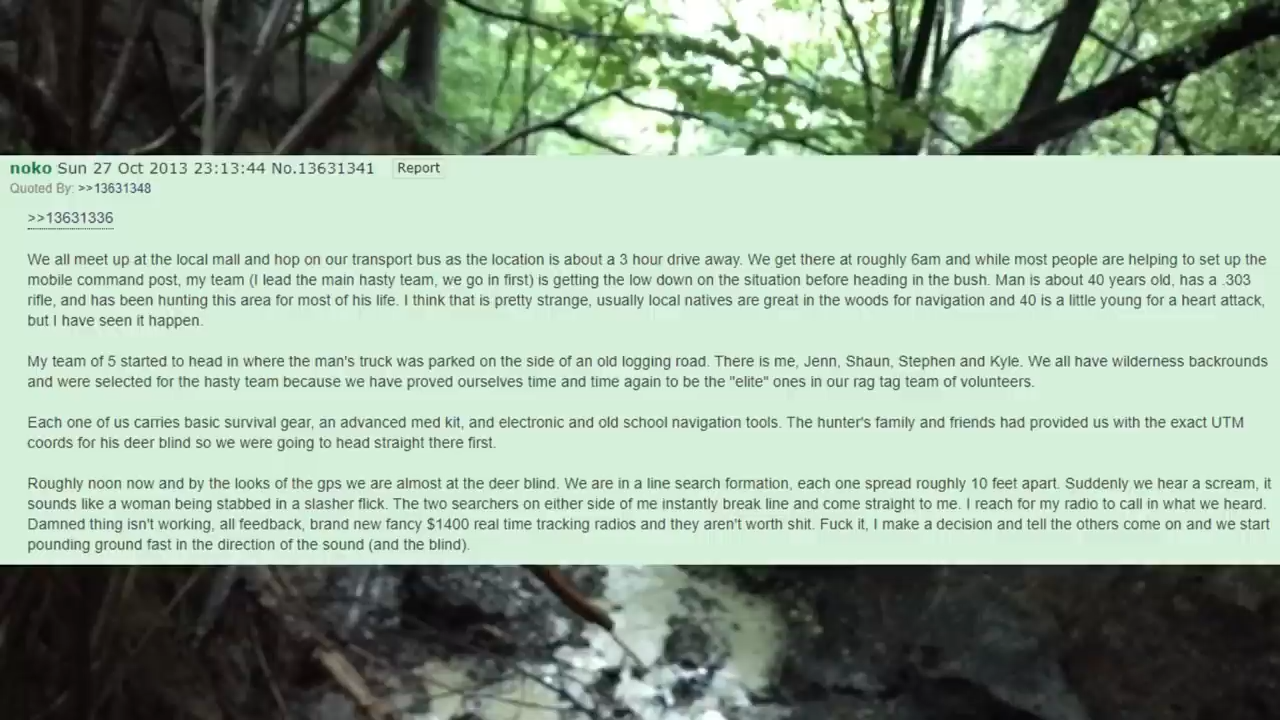 noko Sun 27 Oct 2013 23:13:44 No.13631341 Report
Quoted By: >>13631348
>>13631336
We all meet up at the local mall and hop on our transport bus as the location is about a 3 hour drive away. We get there at roughly 6am and while most people are helping to set up the
mobile command post, my team (I lead the main hasty team, we go in first) is getting the low down on the situation before heading in the bush. Man is about 40 years old, has a .303
rifle, and has been hunting this area for most of his life. I think that is pretty strange, usually local natives are great in the woods for navigation and 40 is a little young for a heart attack,
but I have seen it happen.
My team of 5 started to head in where the man's truck was parked on the side of an old logging road. There is me, Jenn, Shaun, Stephen and Kyle. We all have wilderness backrounds
and were selected for the hasty team because we have proved ourselves time and time again to be the "elite" ones in our rag tag team of volunteers.
Each one of us carries basic survival gear, an advanced med kit, and electronic and old school navigation tools. The hunter's family and friends had provided us with the exact UTM
coords for his deer blind so we were going to head straight there first.
Roughly noon now and by the looks of the gps we are almost at the deer blind. We are in a line search formation, each one spread roughly 10 feet apart. Suddenly we hear a scream, it
sounds like a woman being stabbed in a slasher flick. The two searchers on either side of me instantly break line and come straight to me. I reach for my radio to call in what we heard.
Damned thing isn't working, all feedback, brand new fancy $1400 real time tracking radios and they aren't worth shit. Fuck it, I make a decision and tell the others come on and we start
pounding ground fast in the direction of the sound (and the blind).